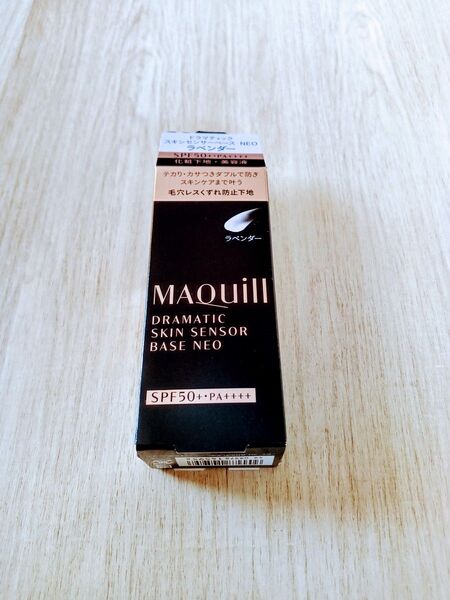 ドラマティック
スキンセンサーベース NEO
ラベンダー
SPF50+・PA++++
化粧下地・美容液
テカリ・カサつきダブルで防ぎ
スキンケアまで叶う
毛穴レスくずれ防止下地
ラベンダー
MAQuill
DRAMATIC
SKIN SENSOR
BASE NEO
SPF50+・PA++++